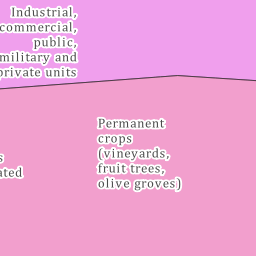 Industrial,
commercial,
public,
military and
private units
Permanent
crops
(vineyards,
fruit trees,
olive groves)